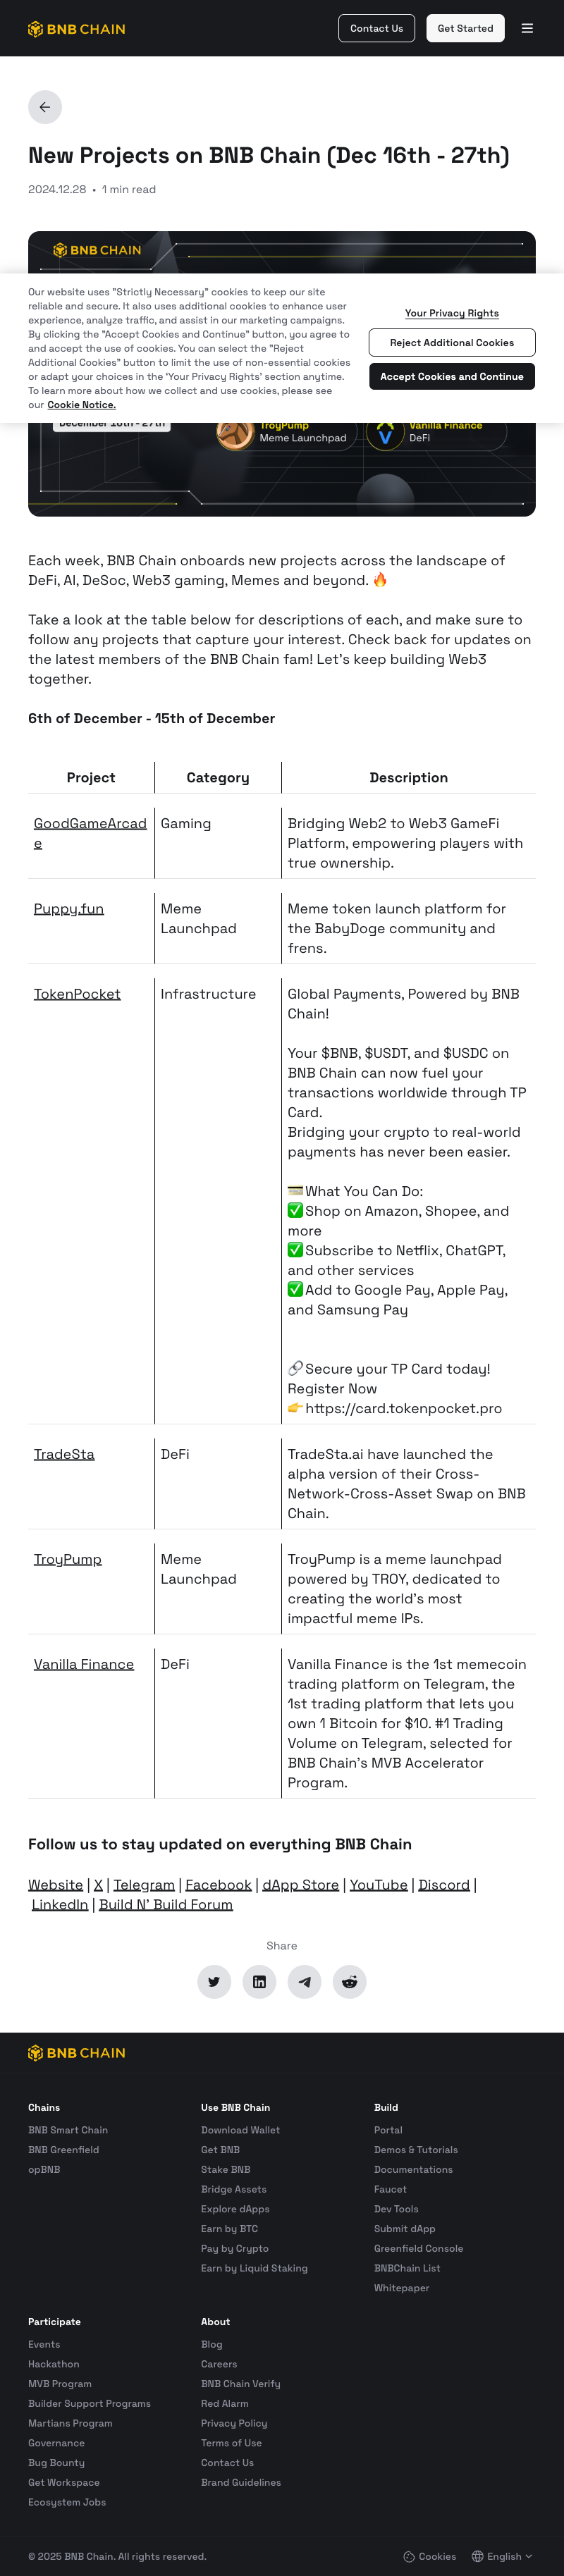 BNB CHAIN
Contact Us
Get Started
New Projects on BNB Chain (Dec 16th - 27th)
2024.12.28 • 1 min read
BNB CHAIN
Our website uses "Strictly Necessary" cookies to keep our site
reliable and secure. It also uses additional cookies to enhance user
experience, analyze traffic, and assist in our marketing campaigns.
By clicking the "Accept Cookies and Continue" button, you agree to
and accept the use of cookies. You can select the "Reject
Additional Cookies" button to limit the use of non-essential cookies
or adapt your choices in the 'Your Privacy Rights' section anytime.
To learn more about how we collect and use cookies, please see
our Cookie Notice.
Your Privacy Rights
Reject Additional Cookies
Accept Cookies and Continue
December 16th - 27th
TroyPump
Meme Launchpad
Vanilla Finance
DeFi
Each week, BNB Chain onboards new projects across the landscape of
DeFi, AI, DeSoc, Web3 gaming, Memes and beyond. 🔥
Take a look at the table below for descriptions of each, and make sure to
follow any projects that capture your interest. Check back for updates on
the latest members of the BNB Chain fam! Let's keep building Web3
together.
6th of December - 15th of December
Project Category Description
GoodGameArcad
e
Gaming
Bridging Web2 to Web3 GameFi
Platform, empowering players with
true ownership.
Puppy.fun
Meme
Launchpad
Meme token launch platform for
the BabyDoge community and
frens.
TokenPocket
Infrastructure
Global Payments, Powered by BNB
Chain!
Your $BNB, $USDT, and $USDC on
BNB Chain can now fuel your
transactions worldwide through TP
Card.
Bridging your crypto to real-world
payments has never been easier.
💳What You Can Do:
✅Shop on Amazon, Shopee, and
more
✅Subscribe to Netflix, ChatGPT,
and other services
✅Add to Google Pay, Apple Pay,
and Samsung Pay
🔗Secure your TP Card today!
Register Now
👉https://card.tokenpocket.pro
TradeSta
DeFi
TradeSta.ai have launched the
alpha version of their Cross-
Network-Cross-Asset Swap on BNB
Chain.
TroyPump
Meme
Launchpad
TroyPump is a meme launchpad
powered by TROY, dedicated to
creating the world's most
impactful meme IPs.
Vanilla Finance
DeFi
Vanilla Finance is the 1st memecoin
trading platform on Telegram, the
1st trading platform that lets you
own 1 Bitcoin for $10. #1 Trading
Volume on Telegram, selected for
BNB Chain's MVB Accelerator
Program.
Follow us to stay updated on everything BNB Chain
Website | X | Telegram | Facebook | dApp Store | YouTube | Discord |
LinkedIn | Build N' Build Forum
Share
BNB CHAIN
Chains
BNB Smart Chain
BNB Greenfield
opBNB
Use BNB Chain
Download Wallet
Get BNB
Stake BNB
Bridge Assets
Explore dApps
Earn by BTC
Pay by Crypto
Earn by Liquid Staking
Build
Portal
Demos & Tutorials
Documentations
Faucet
Dev Tools
Submit dApp
Greenfield Console
BNBChain List
Whitepaper
Participate
Events
Hackathon
MVB Program
Builder Support Programs
Martians Program
Governance
Bug Bounty
Get Workspace
Ecosystem Jobs
About
Blog
Careers
BNB Chain Verify
Red Alarm
Privacy Policy
Terms of Use
Contact Us
Brand Guidelines
© 2025 BNB Chain. All rights reserved.
Cookies
English